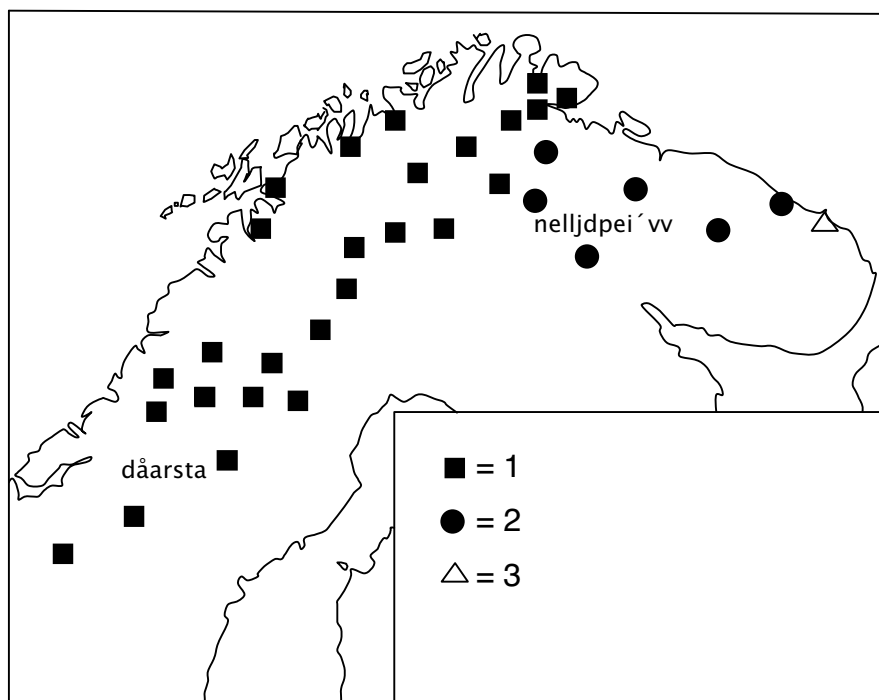 nelljdpei´vv
dåarsta
= 1
= 2
= 3